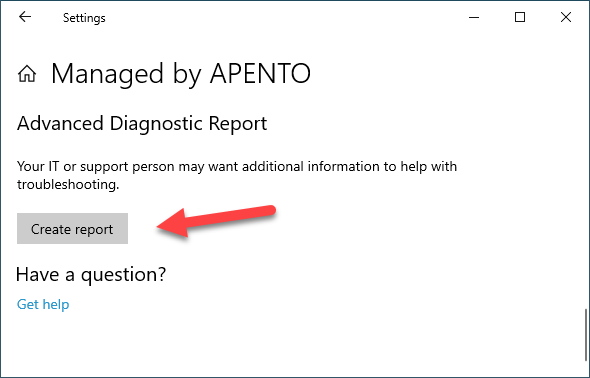 Settings
Managed by APENTO
Advanced Diagnostic Report
Your IT or support person may want additional information to help with
troubleshooting.
Create report
Have a question?
Get help